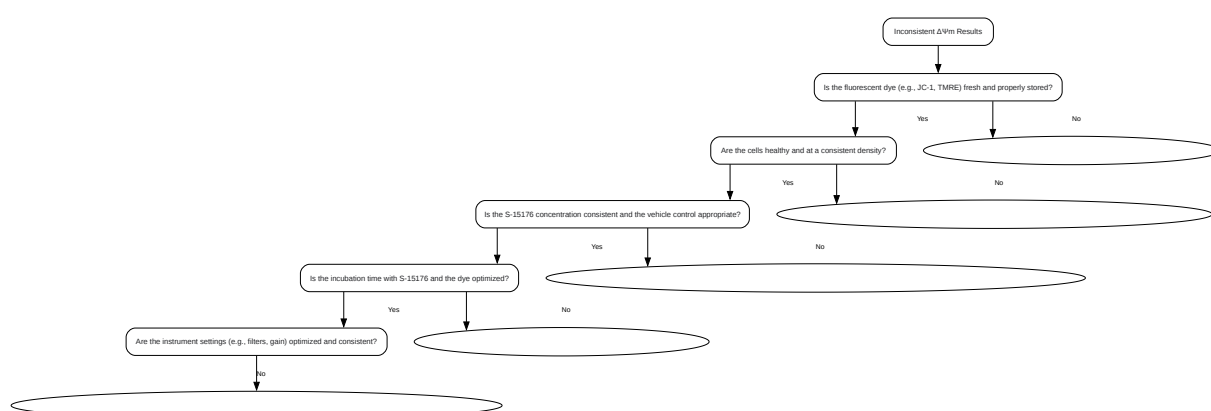 Inconsistent ΔΨm Results
Is the fluorescent dye (e.g., JC-1, TMRE) fresh and properly stored?
Yes
No
Are the cells healthy and at a consistent density?
Yes
No
Is the S-15176 concentration consistent and the vehicle control appropriate?
Yes
No
Is the incubation time with S-15176 and the dye optimized?
Yes
No
Are the instrument settings (e.g., filters, gain) optimized and consistent?
No